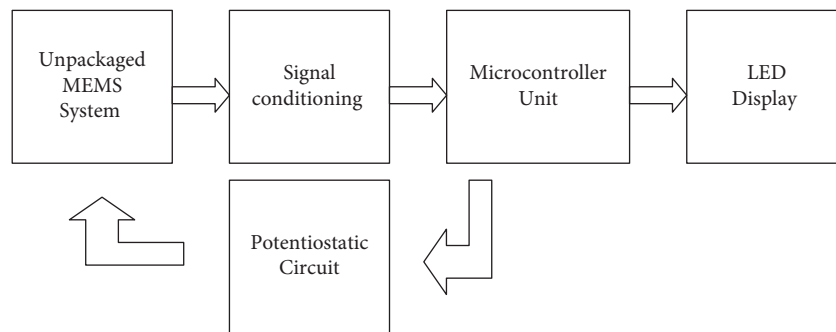 Unpackaged
MEMS
System
Signal
conditioning
Microcontroller
Unit
LED
Display
Potentiostatic
Circuit